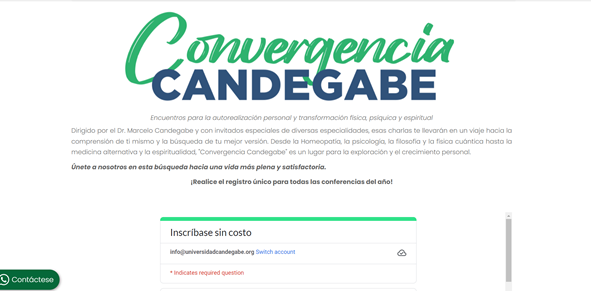 Convergencia
CANDEGABE
Encuentros para la autorealización personal y transformación física, psíquica y espiritual
Dirigido por el Dr. Marcelo Candegabe y con invitados especiales de diversas especialidades, esas charlas te llevarán en un viaje hacia la
comprensión de ti mismo y la búsqueda de tu mejor versión. Desde la Homeopatía, la psicología, la filosofía y la física cuántica hasta la
medicina alternativa y la espiritualidad, "Convergencia Candegabe" es un lugar para la exploración y el crecimiento personal.
Únete a nosotros en esta búsqueda hacia una vida más plena y satisfactoria.
¡Realice el registro único para todas las conferencias del año!
Inscríbase sin costo
info@universidadcandegabe.org Switch account
* Indicates required question
Contáctese